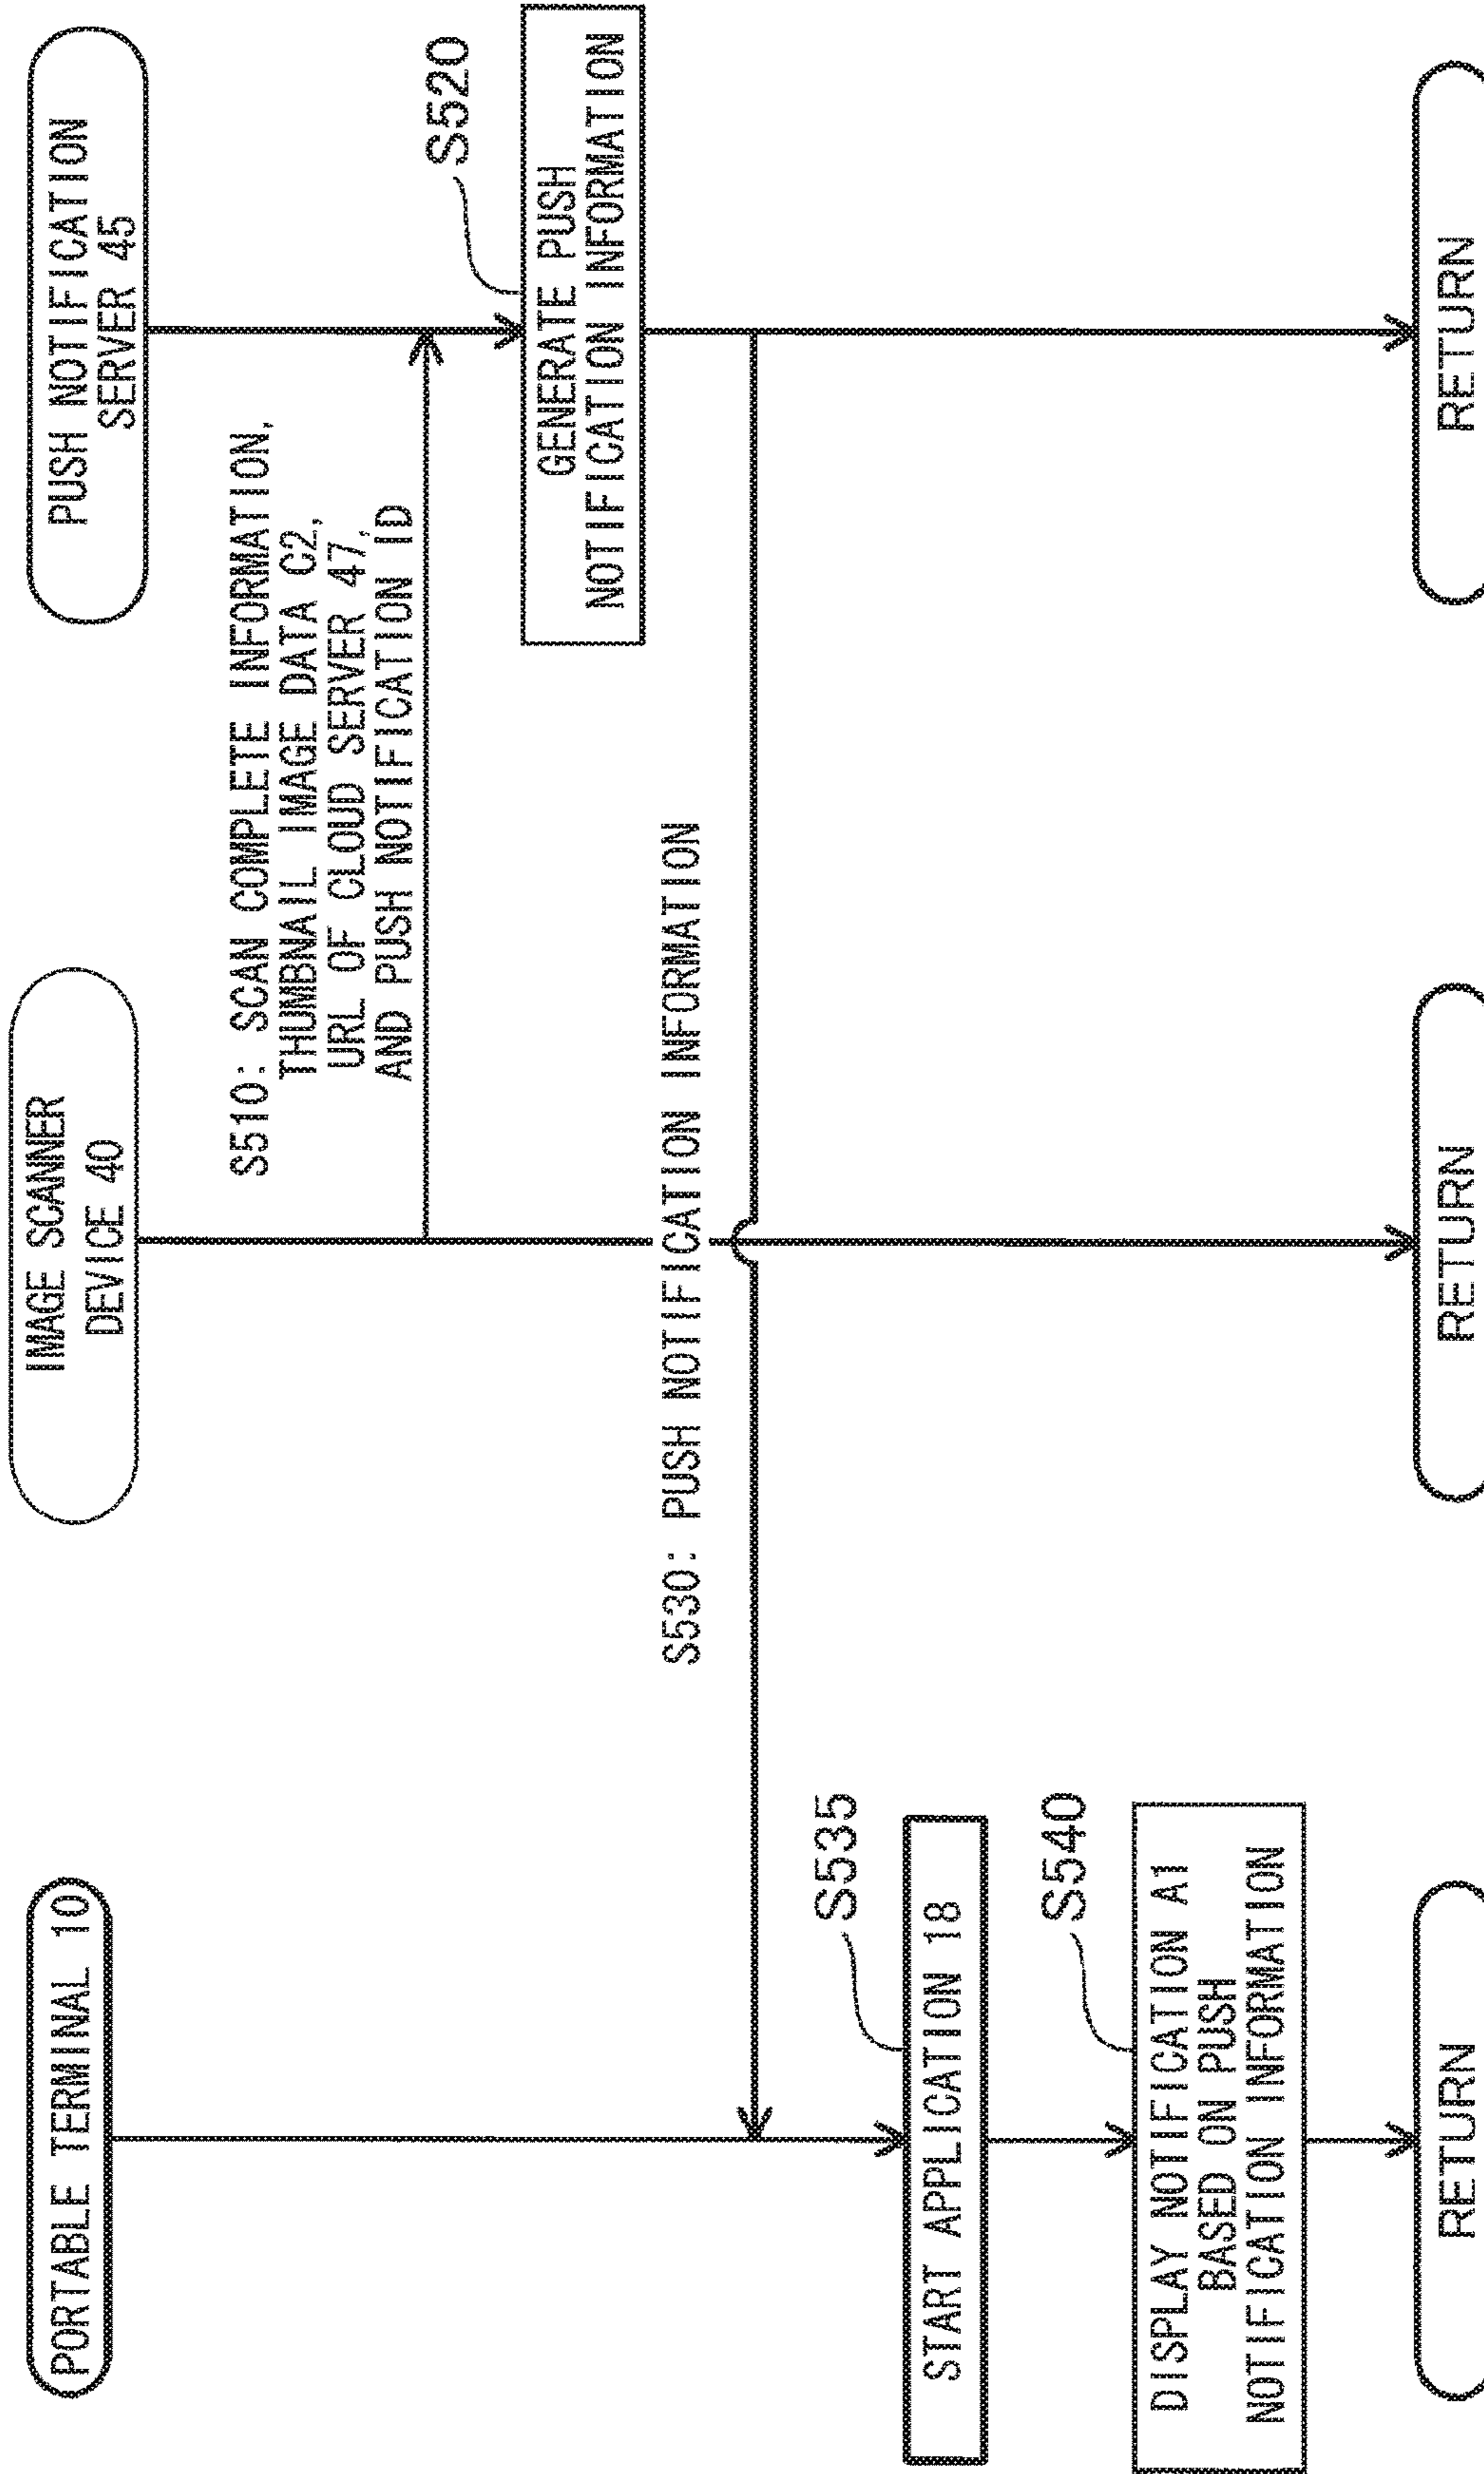 PORTABLE TERMINAL 10
IMAGE SCANNER
DEVICE 40
PUSH NOTIFICATION
SERVER 45
S510: SCAN COMPLETE INFORMATION,
THUMBNAIL IMAGE DATA C2,
URL OF CLOUD SERVER 47,
AND PUSH NOTIFICATION ID
S520
GENERATE PUSH
NOTIFICATION INFORMATION
S530: PUSH NOTIFICATION INFORMATION
S535
START APPLICATION 18
S540
DISPLAY NOTIFICATION A1
BASED ON PUSH
NOTIFICATION INFORMATION
RETURN
RETURN
RETURN